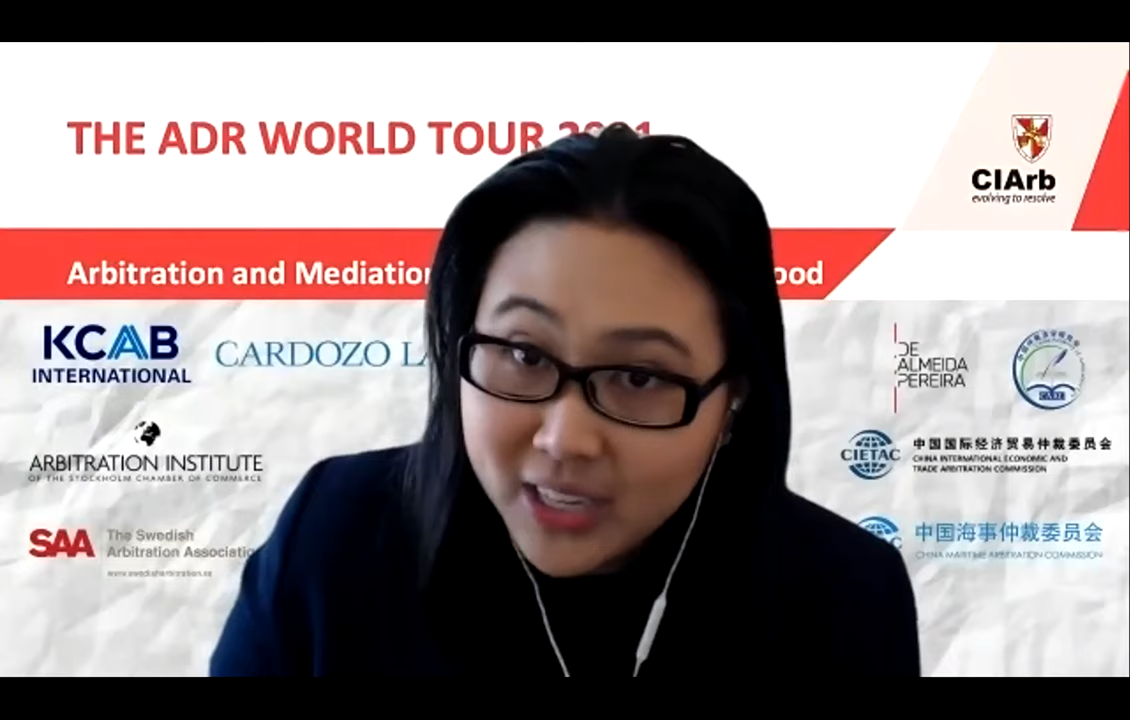 THE ADR WORLD TOUR
CIArb
evolving to resolve
Arbitration and Mediation
KCAB
INTERNATIONAL
CARDOZO
DE
ALMEIDA
PEREIRA
ARBITRATION INSTITUTE
OF THE STOCKHOLM CHAMBER OF COMMERCE
CIETAC
中国国际经济贸易仲裁委员会
CHINA INTERNATIONAL ECONOMIC AND
TRADE ARBITRATION COMMISSION
SAA
The Swedish
Arbitration Association
www.swedisharbitration.se
中国海事仲裁委员会
CHINA MARITIME ARBITRATION COMMISSION